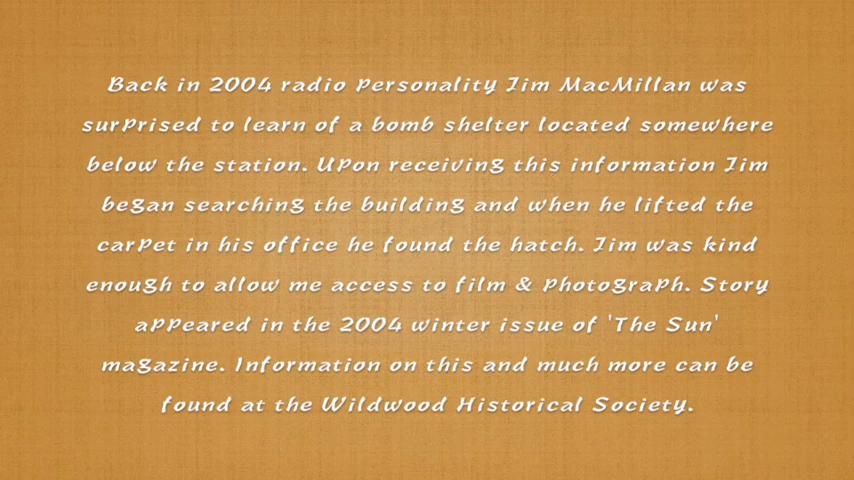 Back in 2004 radio personality Jim MacMillan was
surprised to learn of a bomb shelter located somewhere
below the station. Upon receiving this information Jim
began searching the building and when he lifted the
carpet in his office he found the hatch. Jim was kind
enough to allow me access to film & photograph. Story
appeared in the 2004 winter issue of 'The Sun'
magazine. Information on this and much more can be
found at the Wildwood Historical Society.